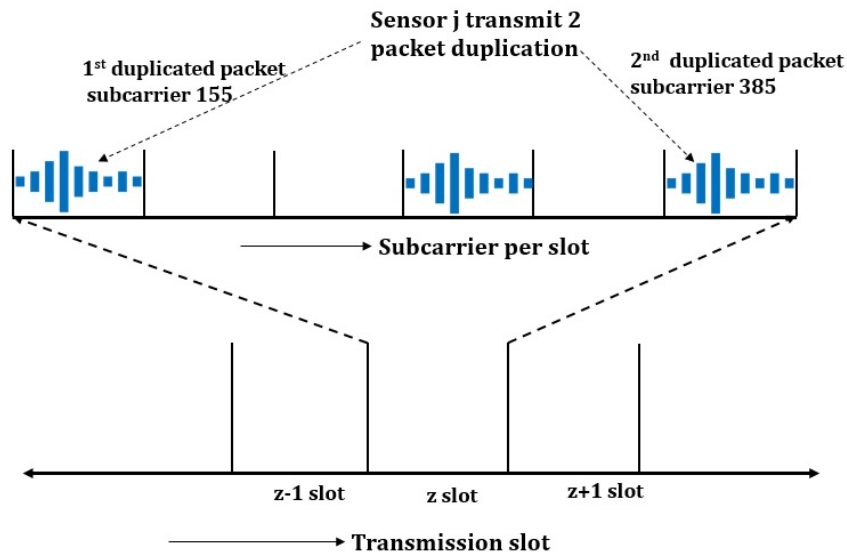 Sensor j transmit 2
packet duplication
1st duplicated packet
subcarrier 155
2nd duplicated packet
subcarrier 385
Subcarrier per slot
z-1 slot
z slot
z+1 slot
Transmission slot